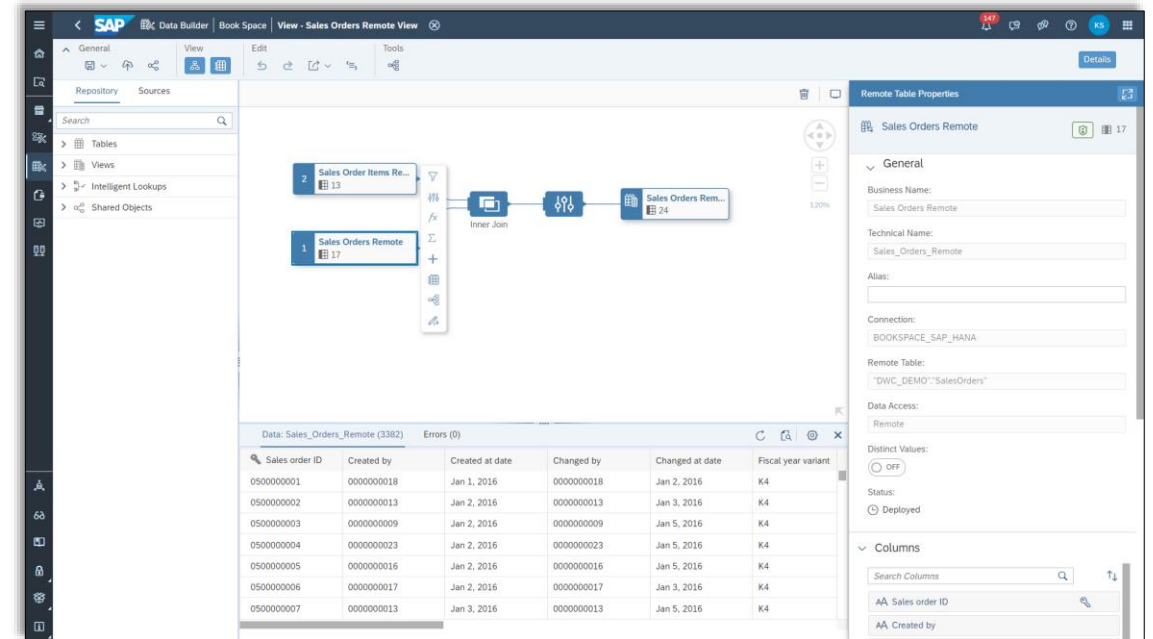 SAP Data Builder Book Space View - Sales Orders Remote View 147 KS
General View Edit Tools Details
Repository Sources
Search
Tables
Views
Intelligent Lookups
Shared Objects
2 Sales Order Items Re...
13
1 Sales Orders Remote
17
fx
Σ
Inner Join
Sales Orders Rem...
24
120%
Data: Sales_Orders_Remote (3382) Errors (0)
Sales order ID Created by Created at date Changed by Changed at date Fiscal year variant
0500000001 0000000018 Jan 1, 2016 0000000018 Jan 2, 2016 K4
0500000002 0000000013 Jan 2, 2016 0000000013 Jan 3, 2016 K4
0500000003 0000000009 Jan 2, 2016 0000000009 Jan 5, 2016 K4
0500000004 0000000023 Jan 2, 2016 0000000023 Jan 5, 2016 K4
0500000005 0000000016 Jan 2, 2016 0000000016 Jan 5, 2016 K4
0500000006 0000000017 Jan 2, 2016 0000000017 Jan 3, 2016 K4
0500000007 0000000013 Jan 3, 2016 0000000013 Jan 5, 2016 K4
Remote Table Properties
Sales Orders Remote 17
General
Business Name:
Sales Orders Remote
Technical Name:
Sales_Orders_Remote
Alias:
Connection:
BOOKSPACE_SAP_HANA
Remote Table:
"DWC_DEMO"."SalesOrders"
Data Access:
Remote
Distinct Values:
OFF
Status:
Deployed
Columns
Search Columns
AA Sales order ID
AA Created by